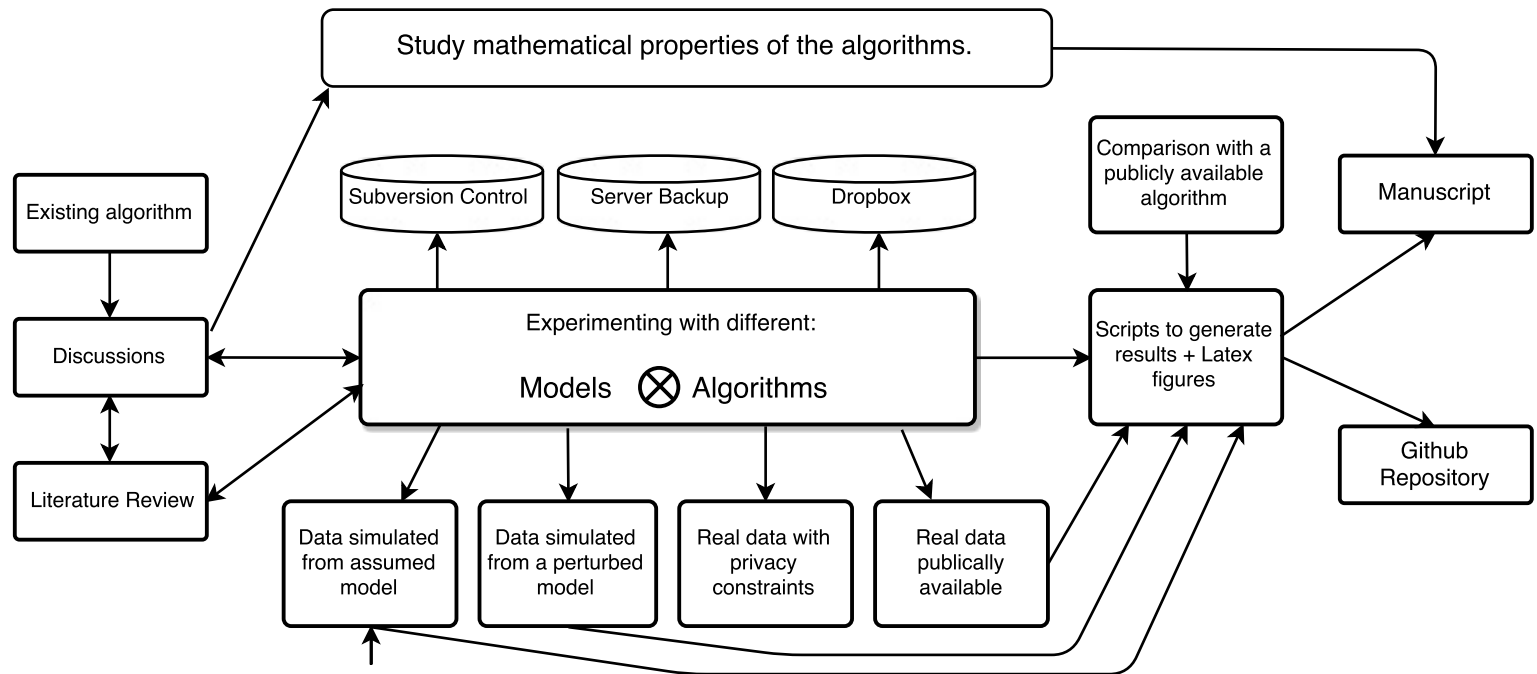 Study mathematical properties of the algorithms.
Existing algorithm
Subversion Control
Server Backup
Dropbox
Comparison with a
publicly available
algorithm
Manuscript
Discussions
Experimenting with different:
Models
Algorithms
Scripts to generate
results + Latex
figures
Literature Review
Github
Repository
Data simulated
from assumed
model
Data simulated
from a perturbed
model
Real data with
privacy
constraints
Real data
publically
available